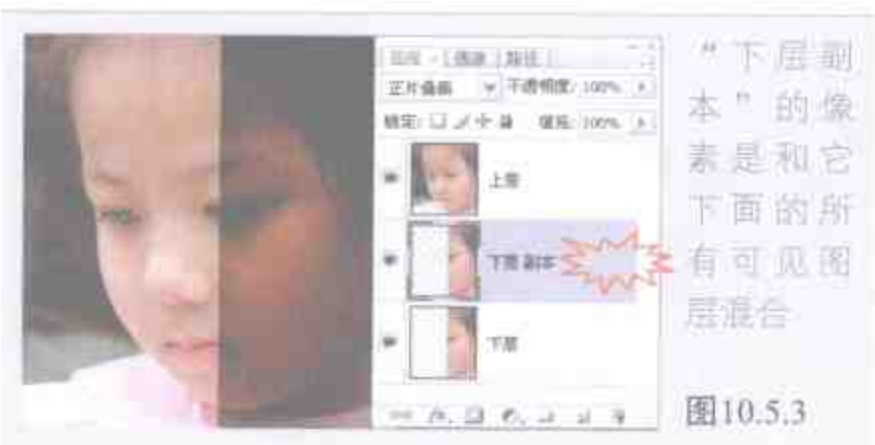 图层 通道 路径
正片叠底 不透明度: 100%
锁定: 填充: 100%
上层
下层 副本
下层
“下层副
本”的像
素是和它
下面的所
有可见图
层混合
图10.5.3